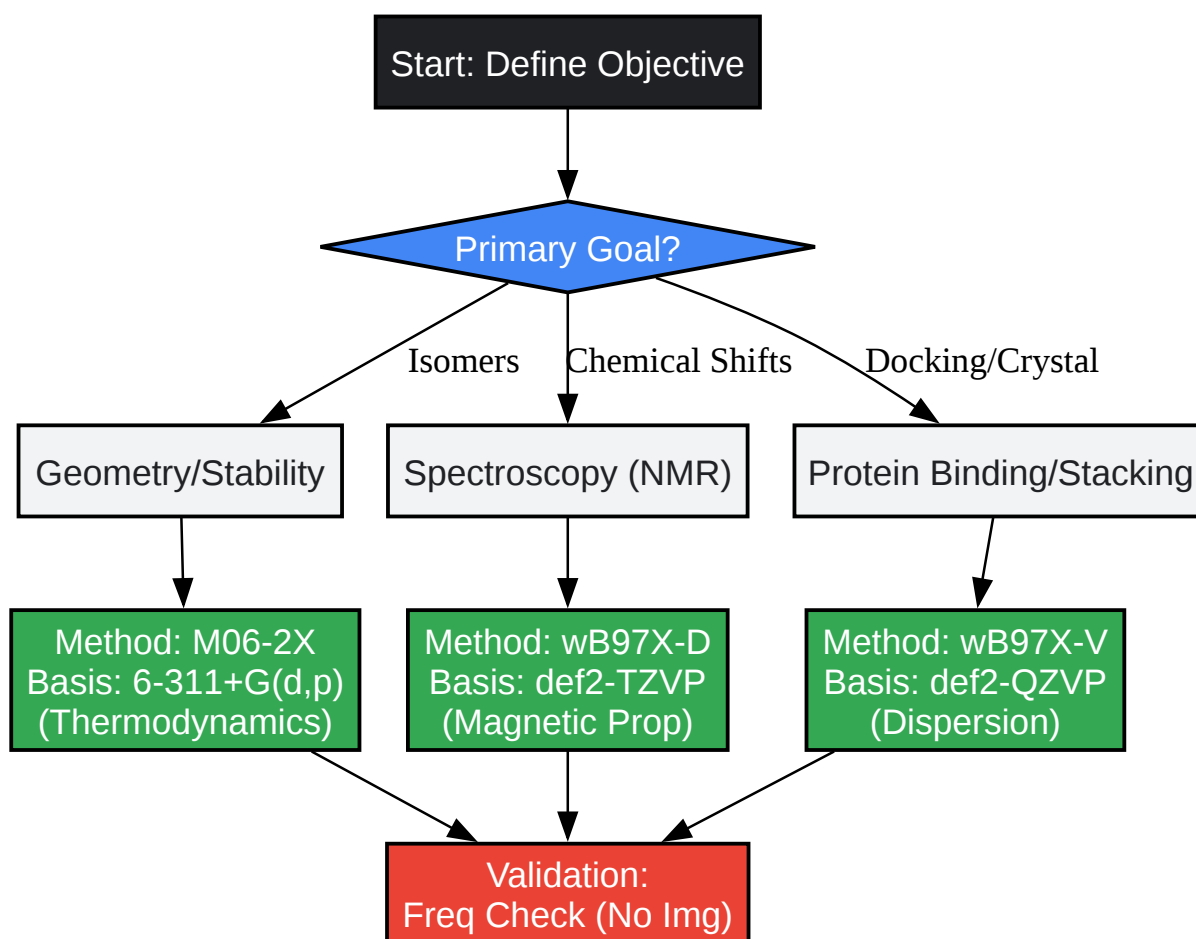 Start: Define Objective
Primary Goal?
Isomers
Chemical Shifts
Docking/Crystal
Geometry/Stability
Spectroscopy (NMR)
Protein Binding/Stacking
Method: M06-2X
Basis: 6-311+G(d,p)
(Thermodynamics)
Method: wB97X-D
Basis: def2-TZVP
(Magnetic Prop)
Method: wB97X-V
Basis: def2-QZVP
(Dispersion)
Validation:
Freq Check (No Img)